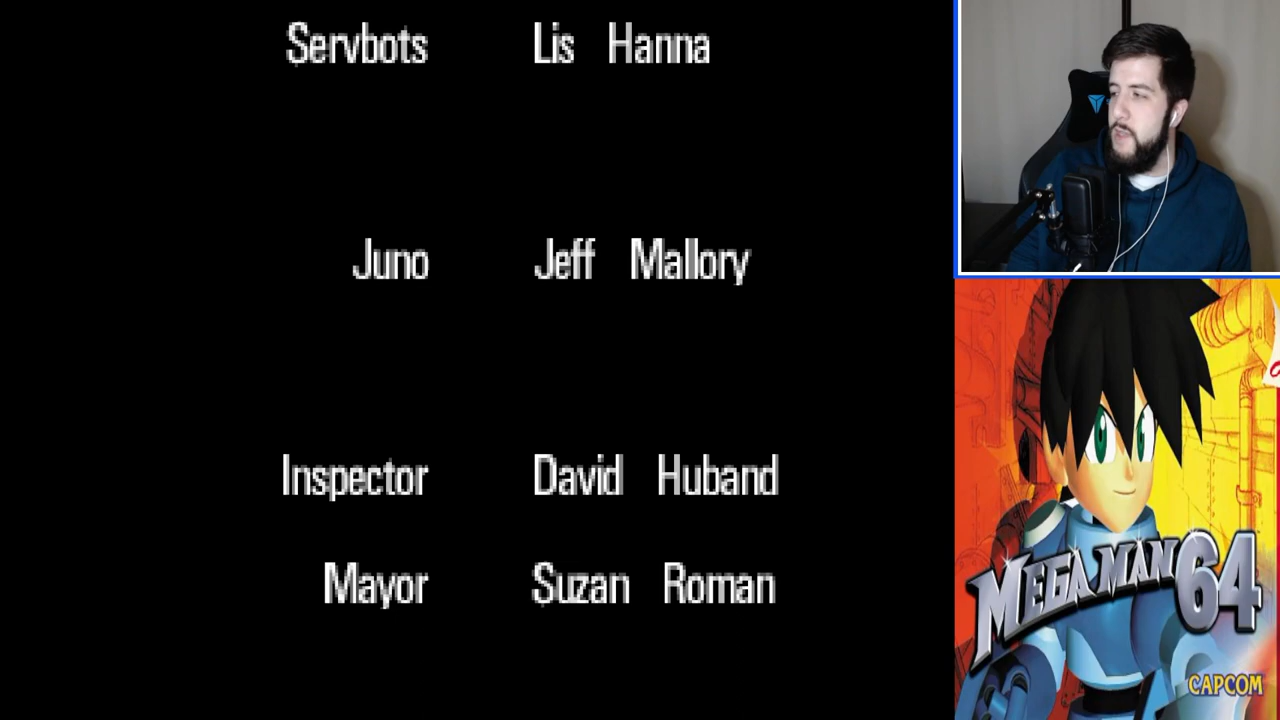 Servbots Lis Hanna
Juno Jeff Mallory
Inspector David Huband
Mayor Suzan Roman
MEGA MAN 64
CAPCOM